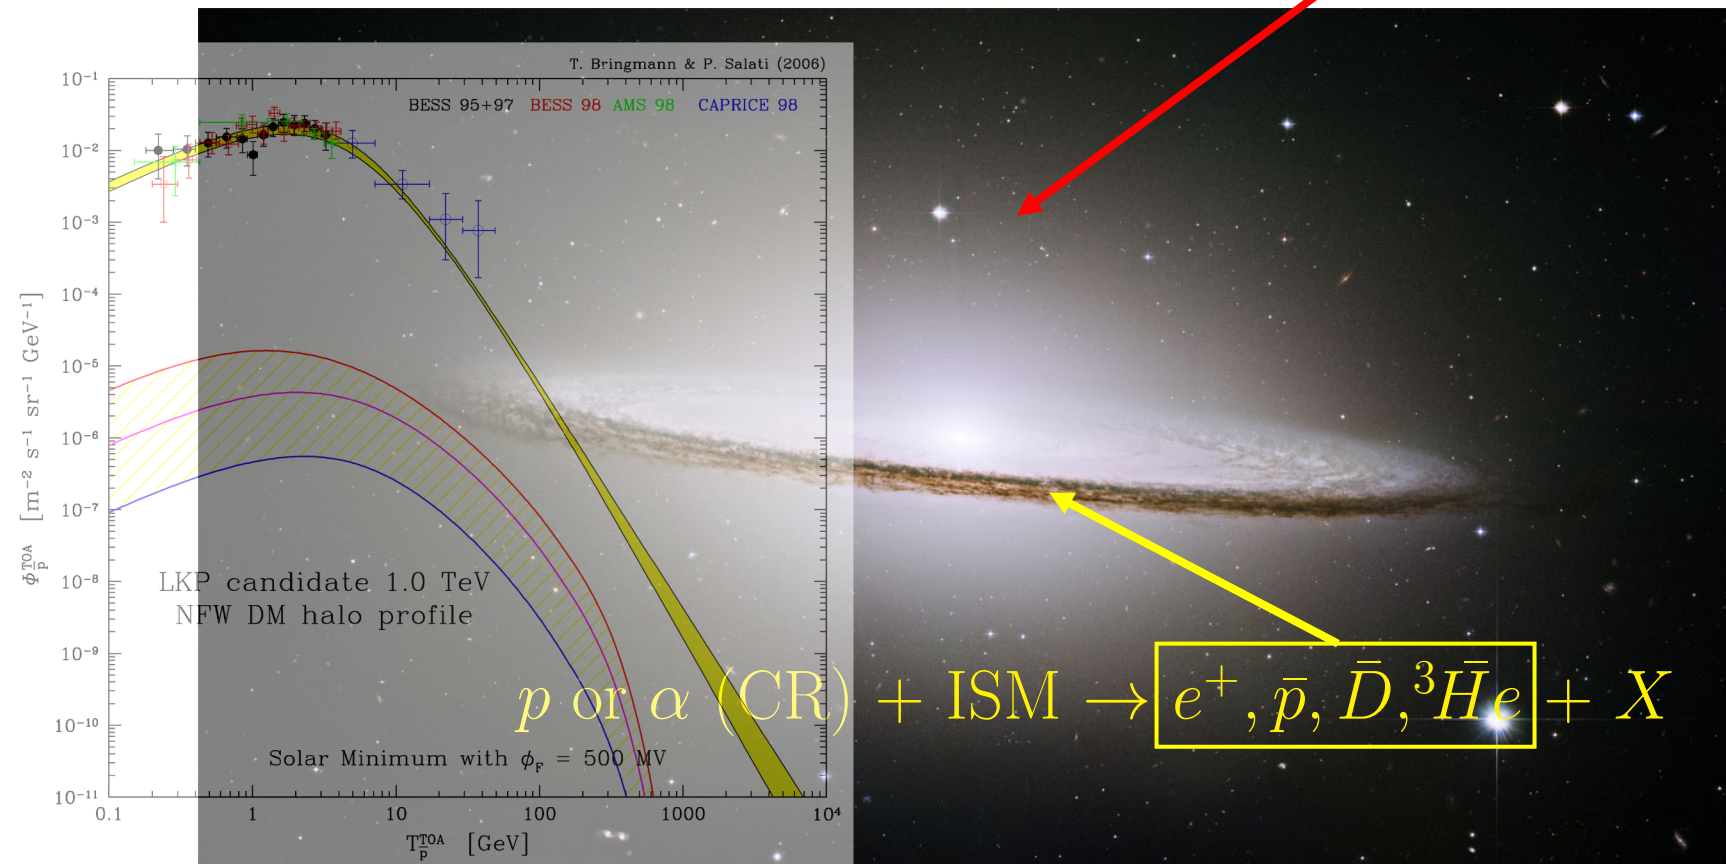 T. Bringmann & P. Salati (2006)
BESS 95+97 BESS 98 AMS 98 CAPRICE 98
10⁻¹
10⁻²
10⁻³
10⁻⁴
10⁻⁵
10⁻⁶
10⁻⁷
10⁻⁸
10⁻⁹
10⁻¹⁰
10⁻¹¹
Φ_p̄^TOA [m⁻² s⁻¹ sr⁻¹ GeV⁻¹]
LKP candidate 1.0 TeV
NFW DM halo profile
p or α (CR) + ISM → e⁺, p̄, D̄, ³H̄e + X
Solar Minimum with ϕ_F = 500 MV
0.1 1 10 100 1000 10⁴
T_p̄^TOA [GeV]